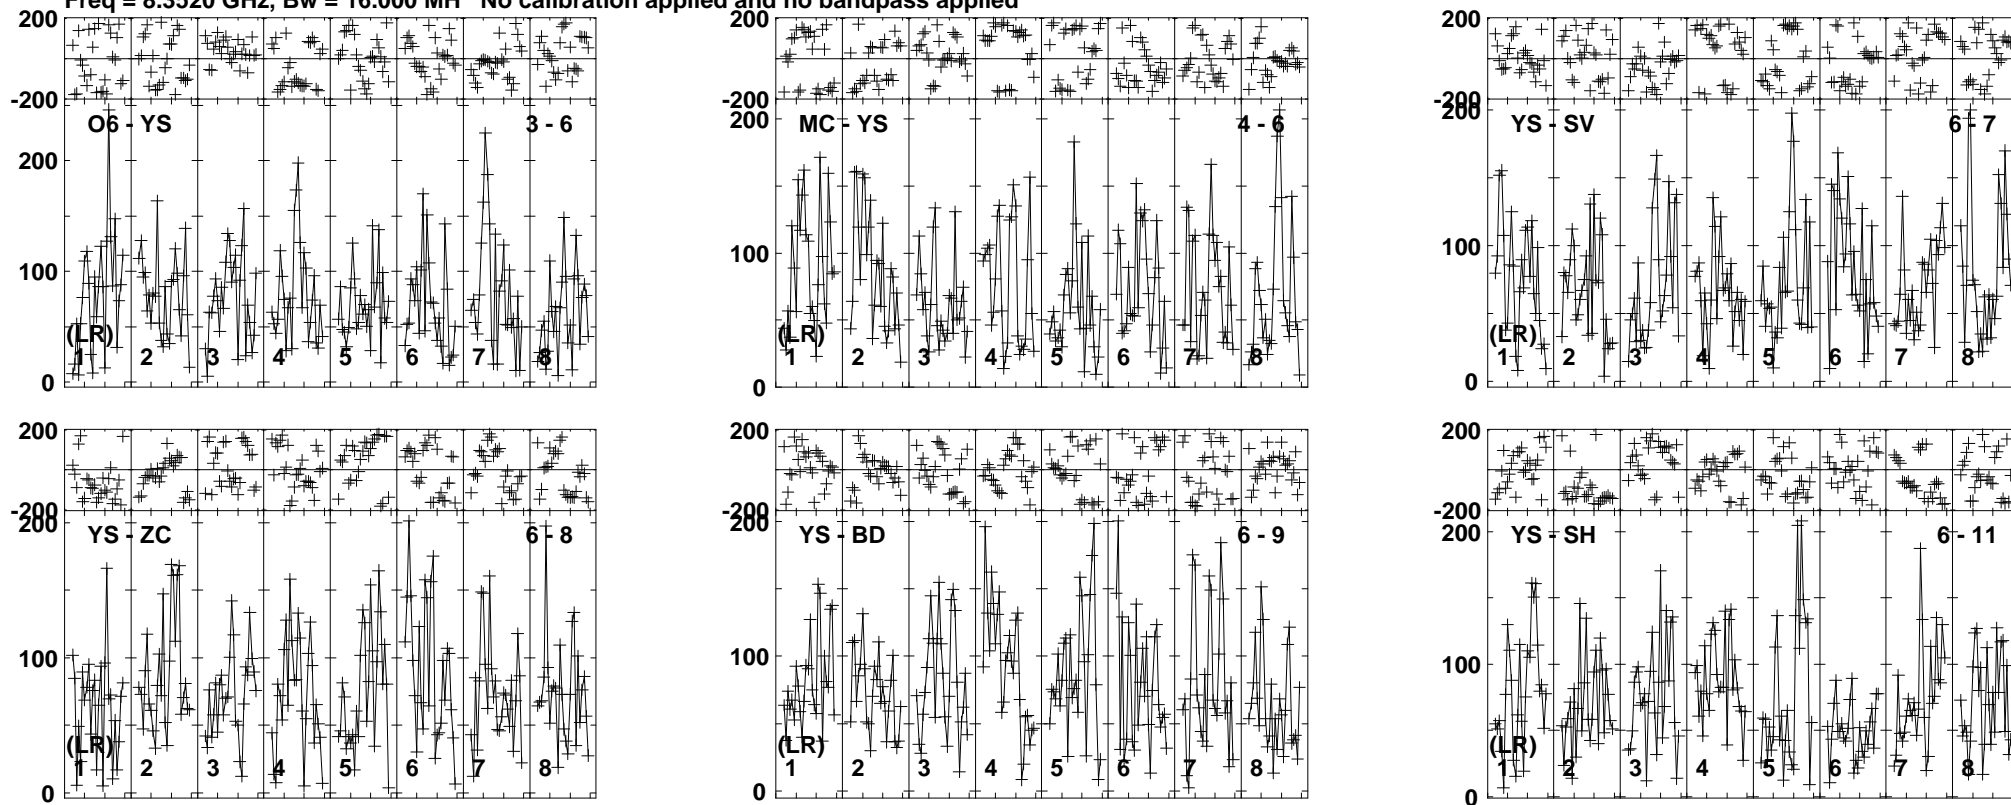 Freq = 8.3520 GHz, Bw = 16.000 MH No calibration applied and no bandpass applied
200 200 200
-200 -200 -200
O6 - YS 3 - 6 MC - YS 4 - 6 YS - SV 6 - 7
200 200 200
100 100 100
(LR) (LR) (LR)
1 2 3 4 5 6 7 8 1 2 3 4 5 6 7 8 1 2 3 4 5 6 7 8
0 0 0
200 200 200
-200 -200 -200
YS - ZC 6 - 8 YS - BD 6 - 9 YS - SH 6 - 11
200 200 200
100 100 100
(LR) (LR) (LR)
1 2 3 4 5 6 7 8 1 2 3 4 5 6 7 8 1 2 3 4 5 6 7 8
0 0 0